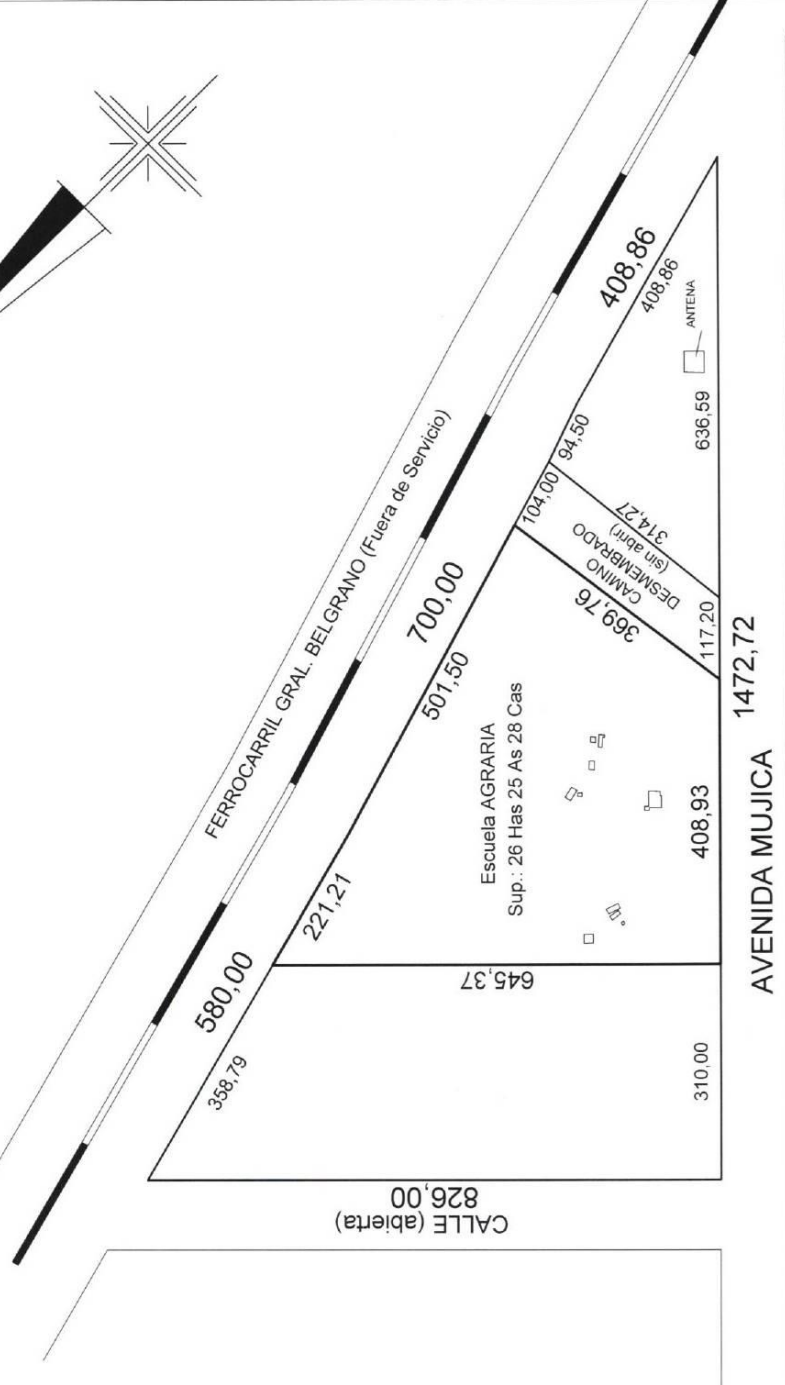 FERROCARRIL GRAL. BELGRANO (Fuera de Servicio)
580,00
700,00
408,86
358,79
221,21
501,50
104,00
94,50
408,86
CALLE (abierta)
826,00
645,37
Escuela AGRARIA
Sup.: 26 Has 25 As 28 Cas
369,76
CAMINO
DESMEMBRADO
(sin abrir)
314,27
ANTENA
310,00
408,93
117,20
636,59
1472,72
AVENIDA MUJICA